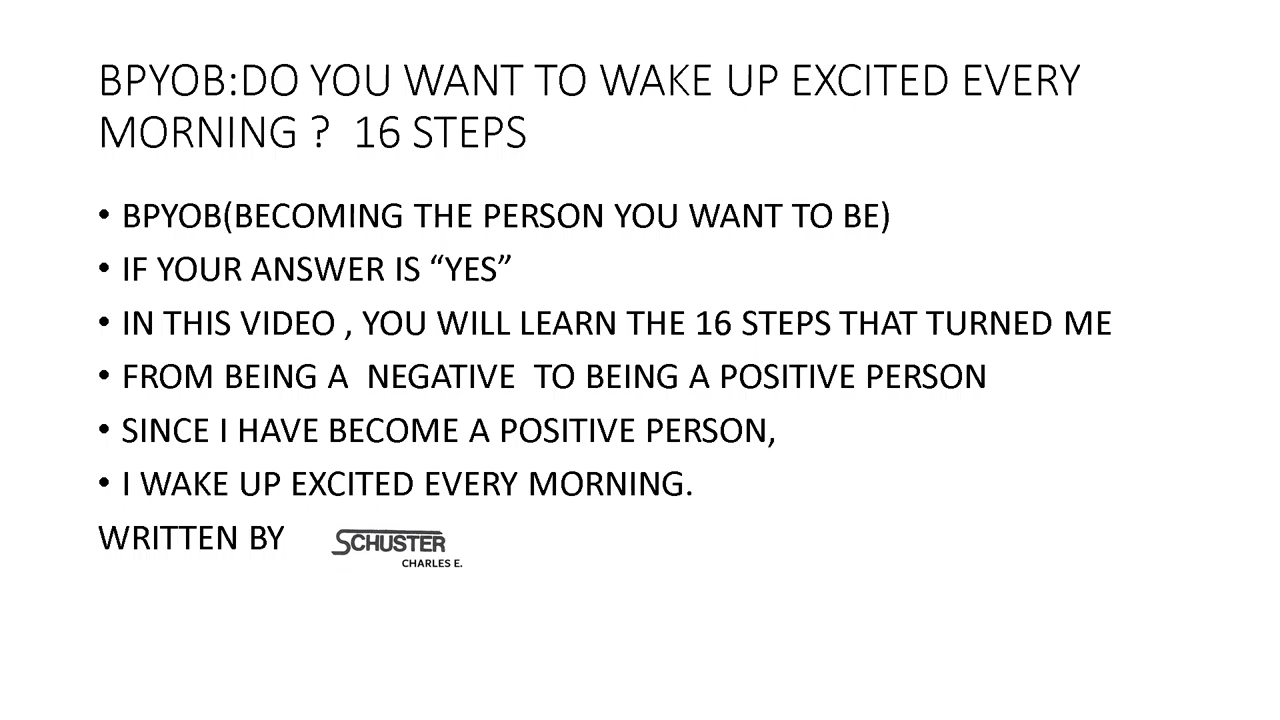 BPYOB:DO YOU WANT TO WAKE UP EXCITED EVERY
MORNING ?  16 STEPS
• BPYOB(BECOMING THE PERSON YOU WANT TO BE)
• IF YOUR ANSWER IS “YES”
• IN THIS VIDEO , YOU WILL LEARN THE 16 STEPS THAT TURNED ME
• FROM BEING A  NEGATIVE  TO BEING A POSITIVE PERSON
• SINCE I HAVE BECOME A POSITIVE PERSON,
• I WAKE UP EXCITED EVERY MORNING.
WRITTEN BY SCHUSTER
CHARLES E.